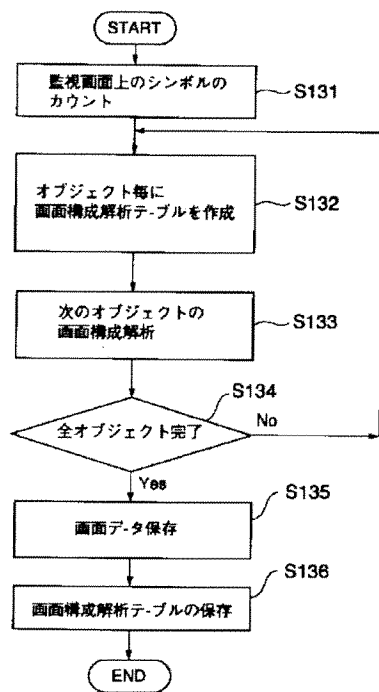 START
監視画面上のシンボルの
カウント
S131
オブジェクト毎に
画面構成解析テ-ブルを作成
S132
次のオブジェクトの
画面構成解析
S133
S134
全オブジェクト完了
No
Yes
画面デ-タ保存
S135
画面構成解析テ-ブルの保存
S136
END